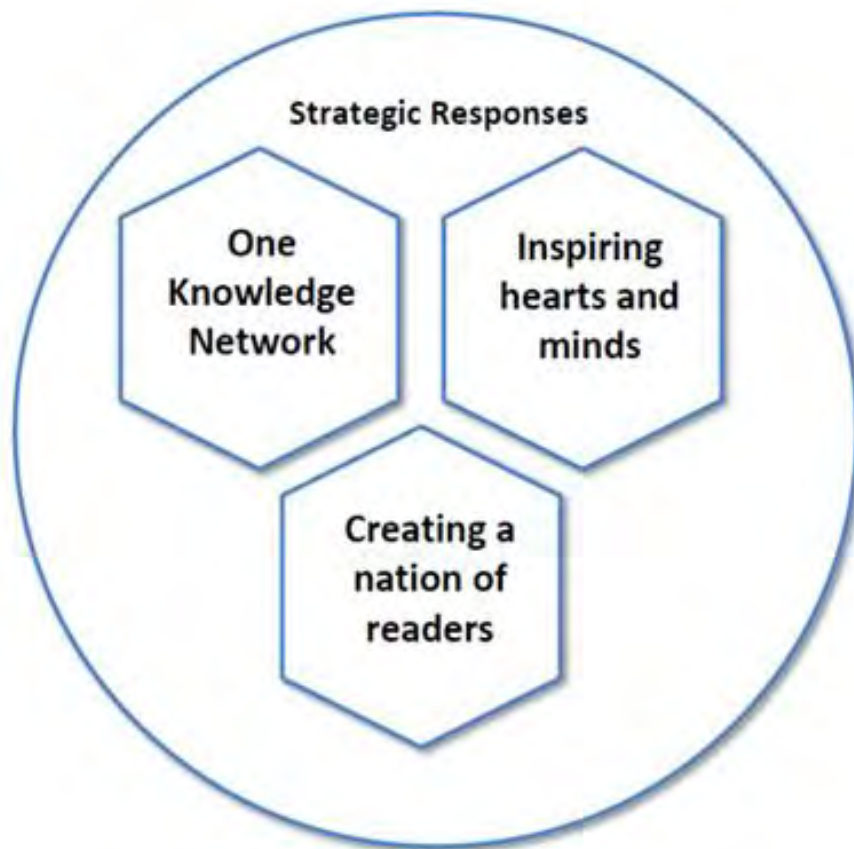 Strategic Responses
One
Knowledge
Network
Inspiring
hearts and
minds
Creating a
nation of
readers